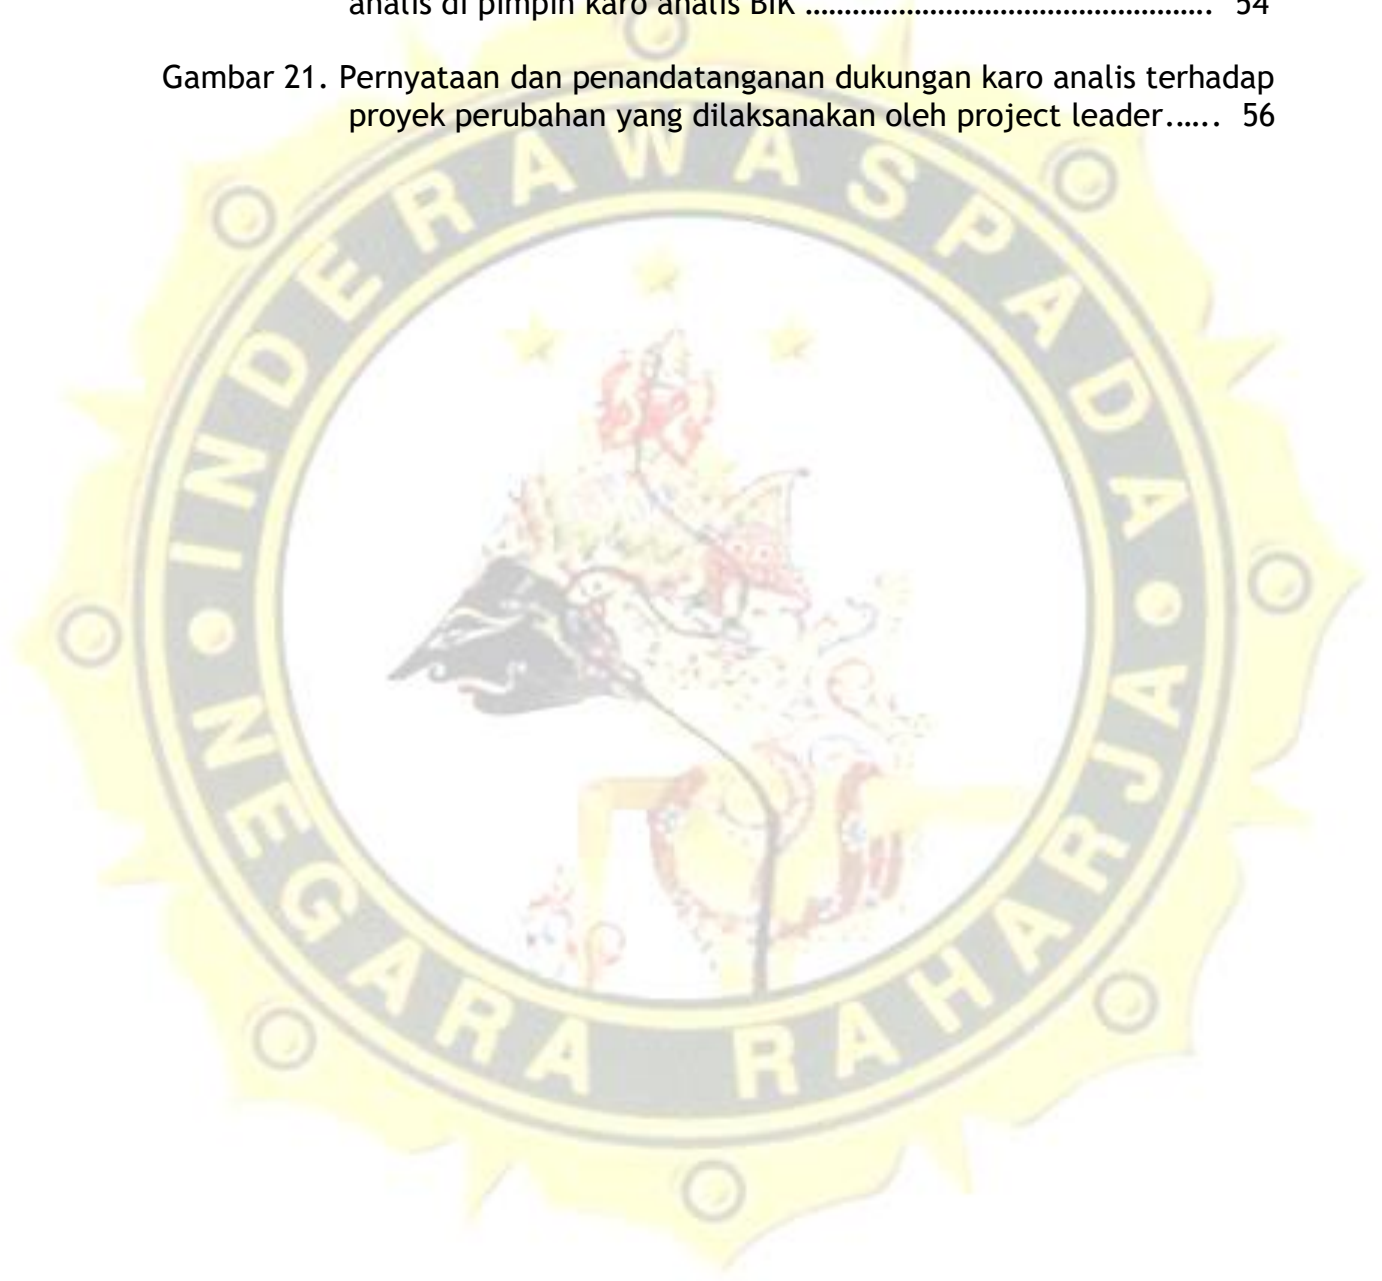 analis di pimpin karo analis BIK ……………………………………………. 54
Gambar 21. Pernyataan dan penandatanganan dukungan karo analis terhadap
proyek perubahan yang dilaksanakan oleh project leader.…... 56
INDERAWASPADA
NEGARA RAHARJA